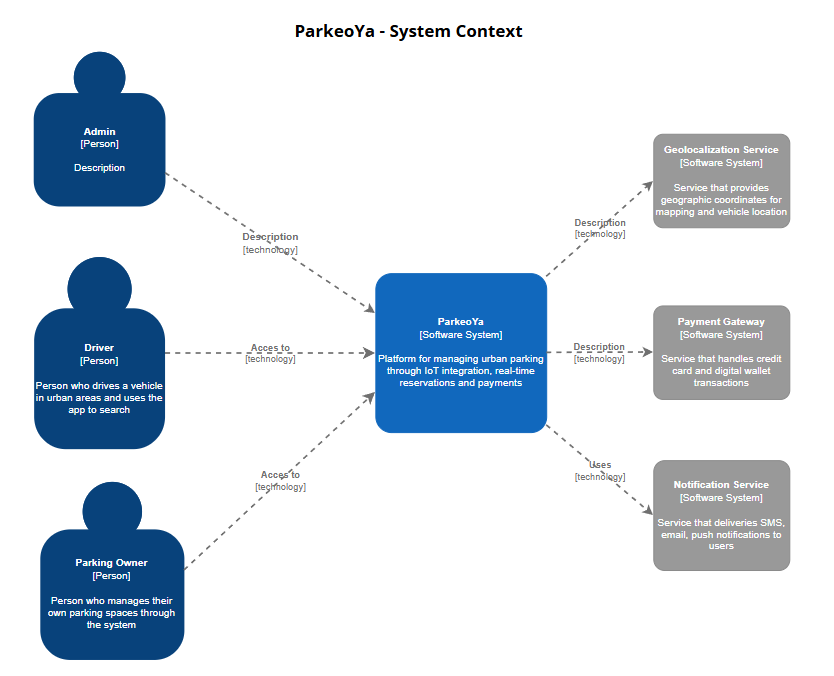 ParkeoYa - System Context
Admin
[Person]
Description
Description
[technology]
Driver
[Person]
Person who drives a vehicle
in urban areas and uses the
app to search
Acces to
[technology]
Parking Owner
[Person]
Person who manages their
own parking spaces through
the system
Acces to
[technology]
ParkeoYa
[Software System]
Platform for managing urban parking
through IoT integration, real-time
reservations and payments
Description
[technology]
Geolocalization Service
[Software System]
Service that provides
geographic coordinates for
mapping and vehicle location
Description
[technology]
Payment Gateway
[Software System]
Service that handles credit
card and digital wallet
transactions
Uses
[technology]
Notification Service
[Software System]
Service that deliveries SMS,
email, push notifications to
users